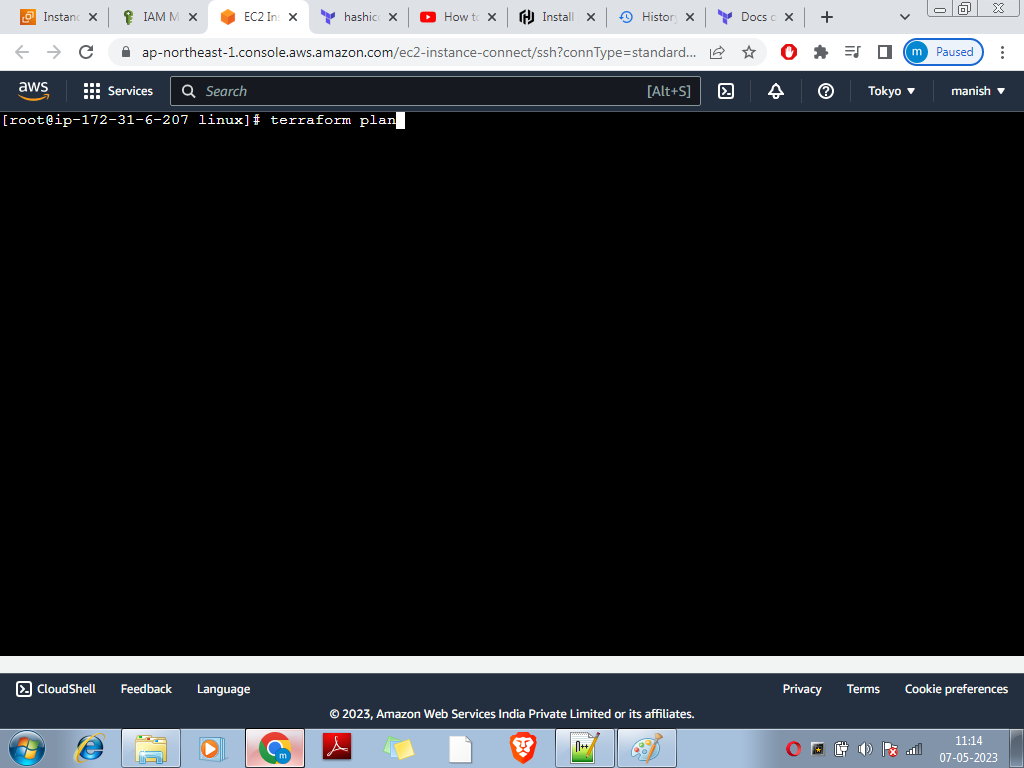 Instanc
IAM M
EC2 In
hashic
How to
Install
History
Docs o
ap-northeast-1.console.aws.amazon.com/ec2-instance-connect/ssh?connType=standard...
m
Paused
aws
Services
Search
[Alt+S]
Tokyo
manish
[root@ip-172-31-6-207 linux]# terraform plan
CloudShell
Feedback
Language
Privacy
Terms
Cookie preferences
© 2023, Amazon Web Services India Private Limited or its affiliates.
m
11:14
07-05-2023